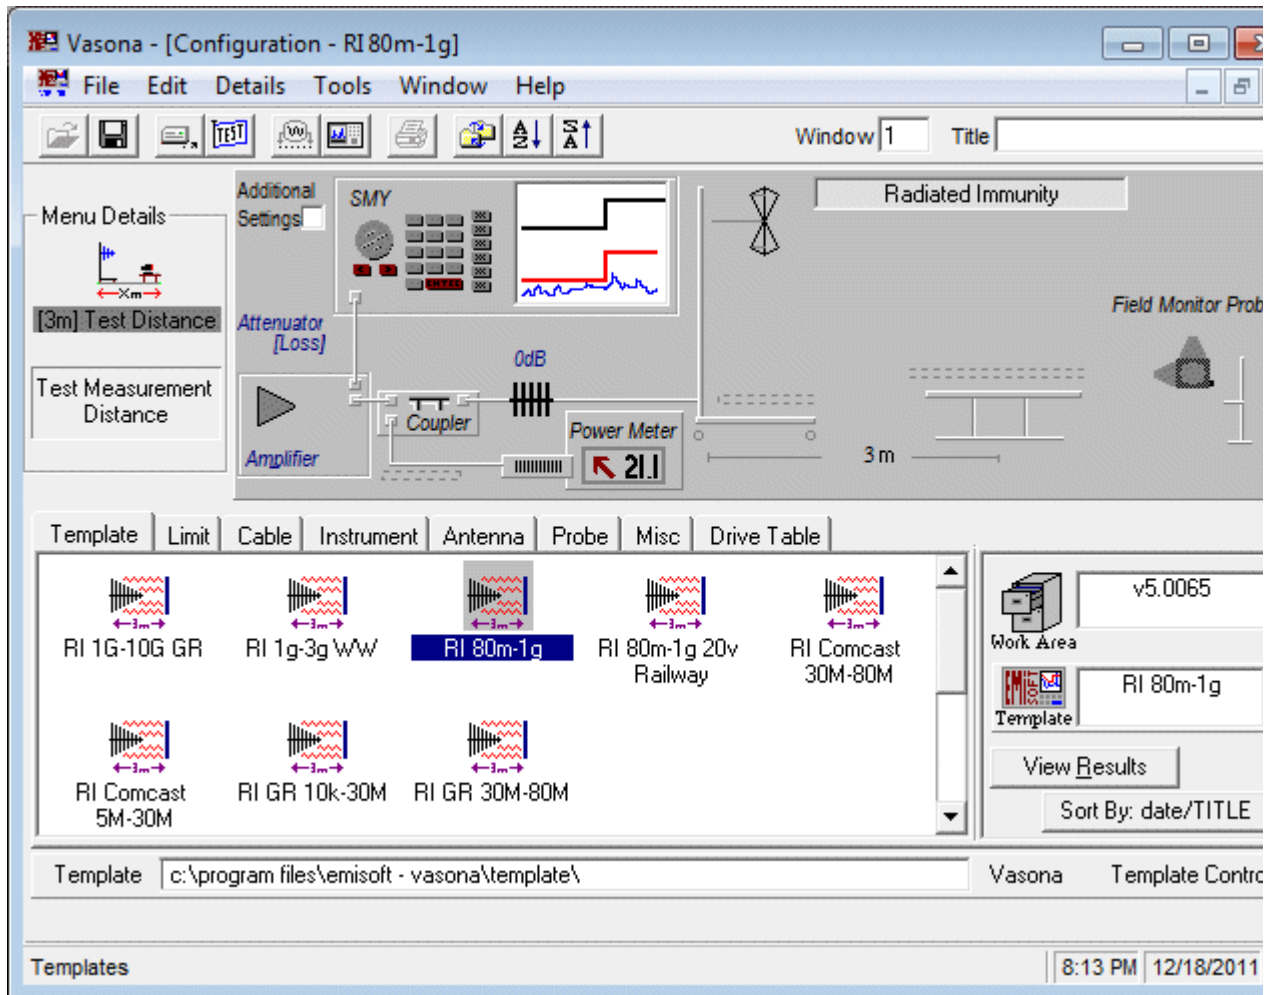 Vasona - [Configuration - RI 80m-1g]
File Edit Details Tools Window Help
TEST
Window 1 Title
Menu Details
[3m] Test Distance
Test Measurement
Distance
Additional
Settings
SMY
ENTER
Radiated Immunity
Attenuator
[Loss]
0dB
Field Monitor Prob
Coupler
Amplifier
Power Meter
21.1
3 m
Template Limit Cable Instrument Antenna Probe Misc Drive Table
RI 1G-10G GR
RI 1g-3g WW
RI 80m-1g
RI 80m-1g 20v
Railway
RI Comcast
30M-80M
RI Comcast
5M-30M
RI GR 10k-30M
RI GR 30M-80M
Work Area
v5.0065
Template
RI 80m-1g
View Results
Sort By: date/TITLE
Template c:\program files\emisoft - vasona\template\ Vasona Template Contro
Templates 8:13 PM 12/18/2011